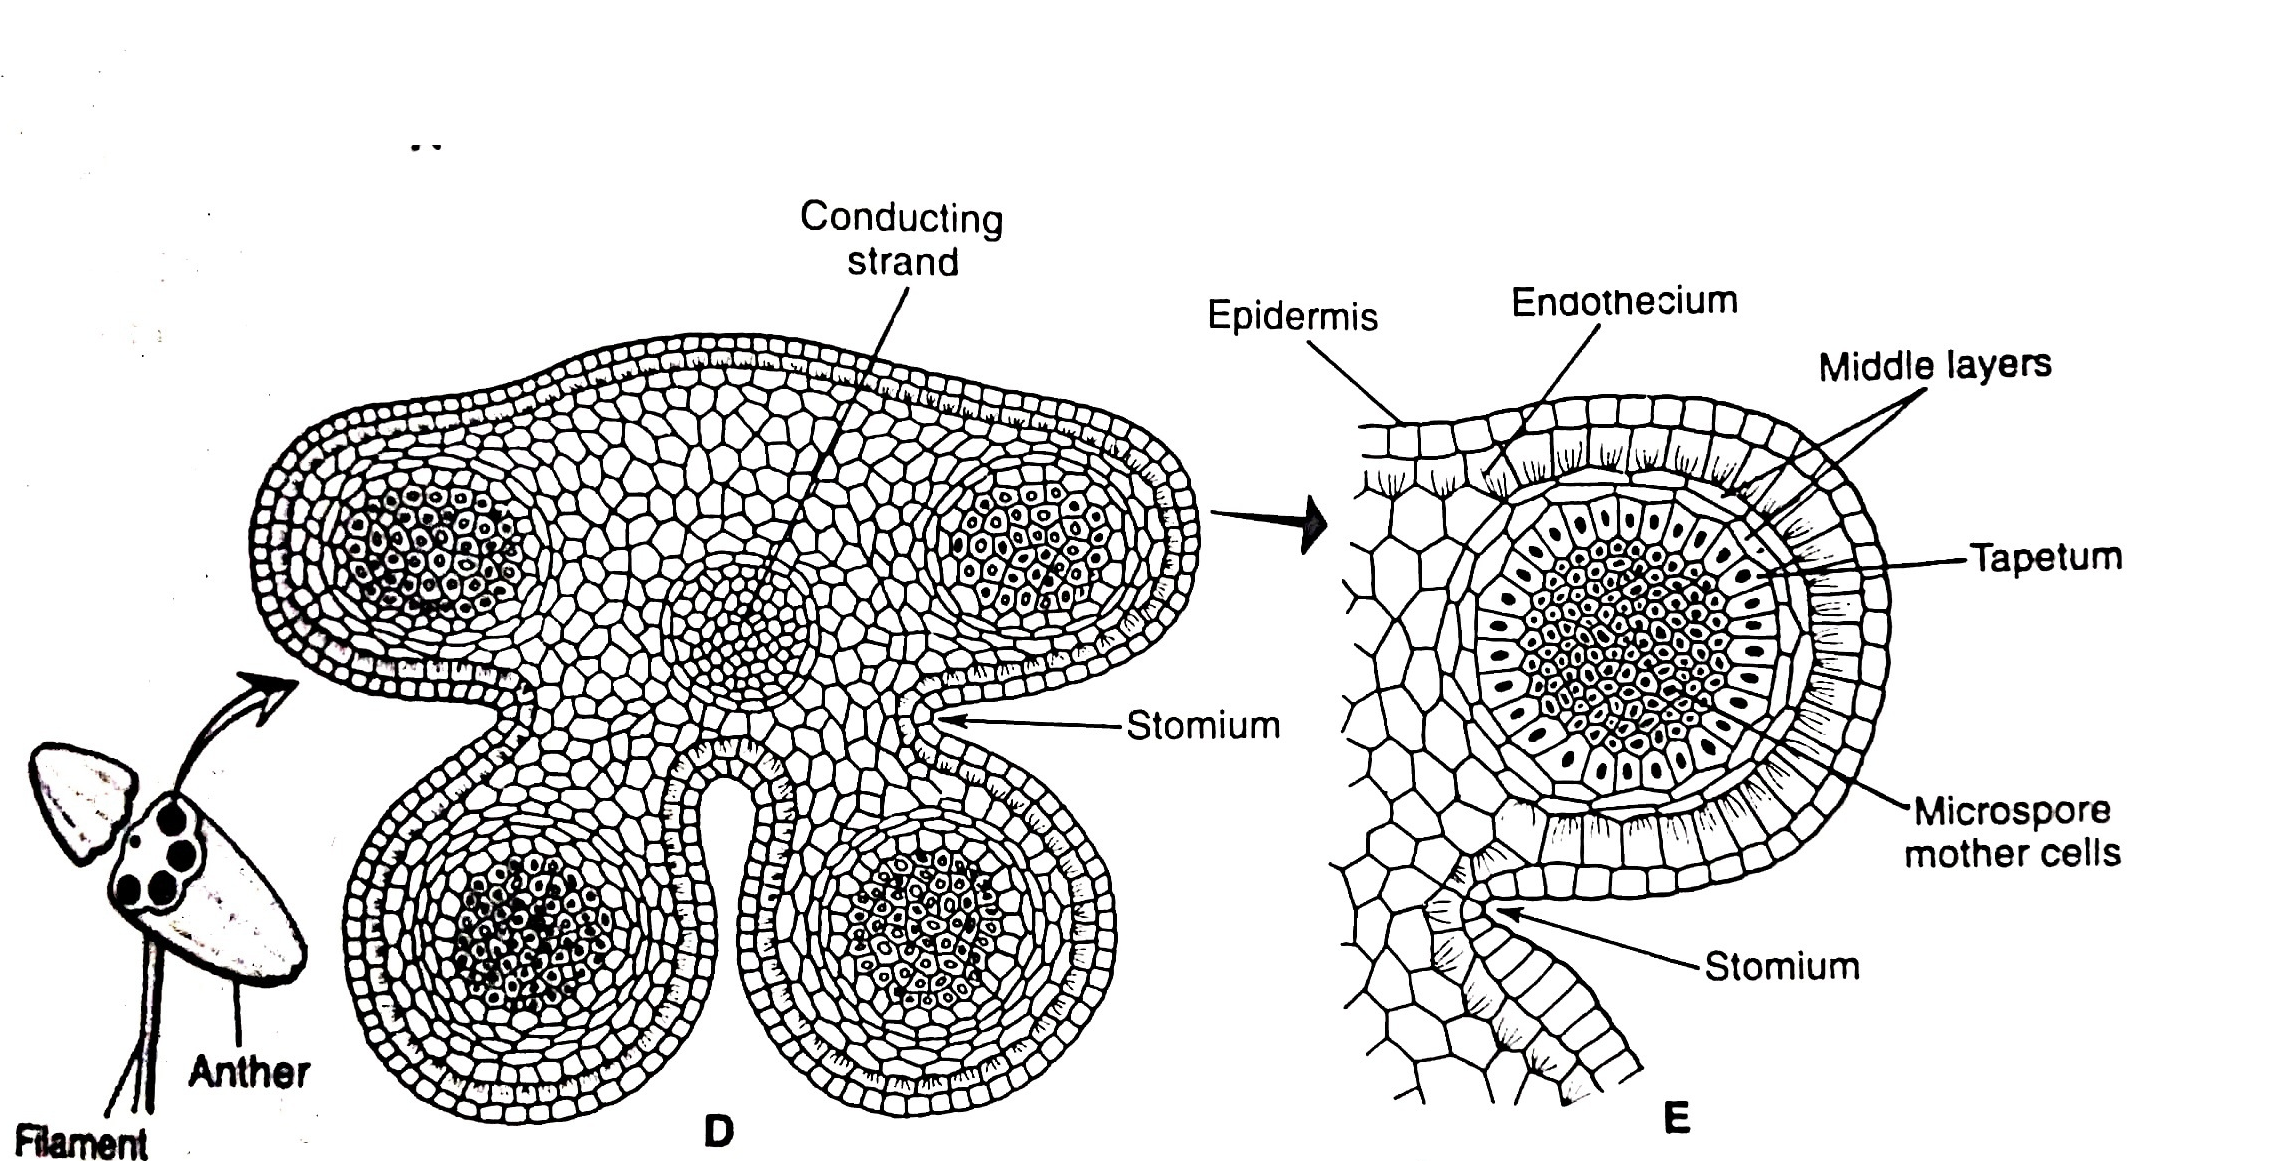 Conducting
strand
Epidermis
Endothecium
Middle layers
Tapetum
Stomium
Microspore
mother cells
Stomium
Anther
Filament
D
E